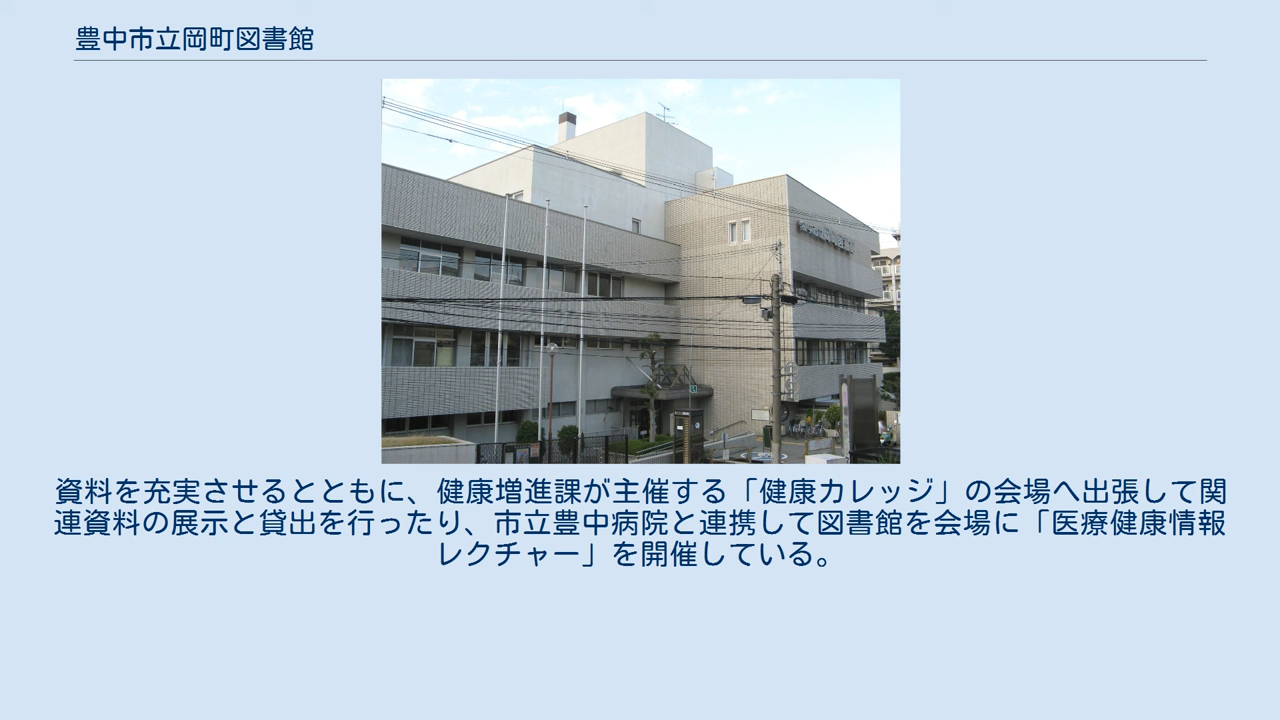 豊中市立岡町図書館
資料を充実させるとともに、健康増進課が主催する「健康カレッジ」の会場へ出張して関
連資料の展示と貸出を行ったり、市立豊中病院と連携して図書館を会場に「医療健康情報
レクチャー」を開催している。